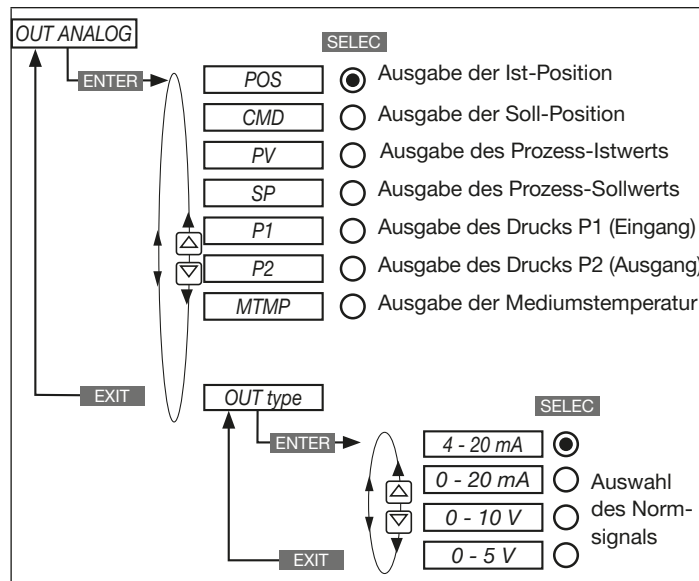 OUT ANALOG
SELEC
ENTER
POS Ausgabe der Ist-Position
CMD Ausgabe der Soll-Position
PV Ausgabe des Prozess-Istwerts
SP Ausgabe des Prozess-Sollwerts
P1 Ausgabe des Drucks P1 (Eingang)
P2 Ausgabe des Drucks P2 (Ausgang)
MTMP Ausgabe der Mediumstemperatur
EXIT
OUT type
SELEC
ENTER
4 - 20 mA
0 - 20 mA
0 - 10 V
0 - 5 V
Auswahl
des Norm-
signals
EXIT